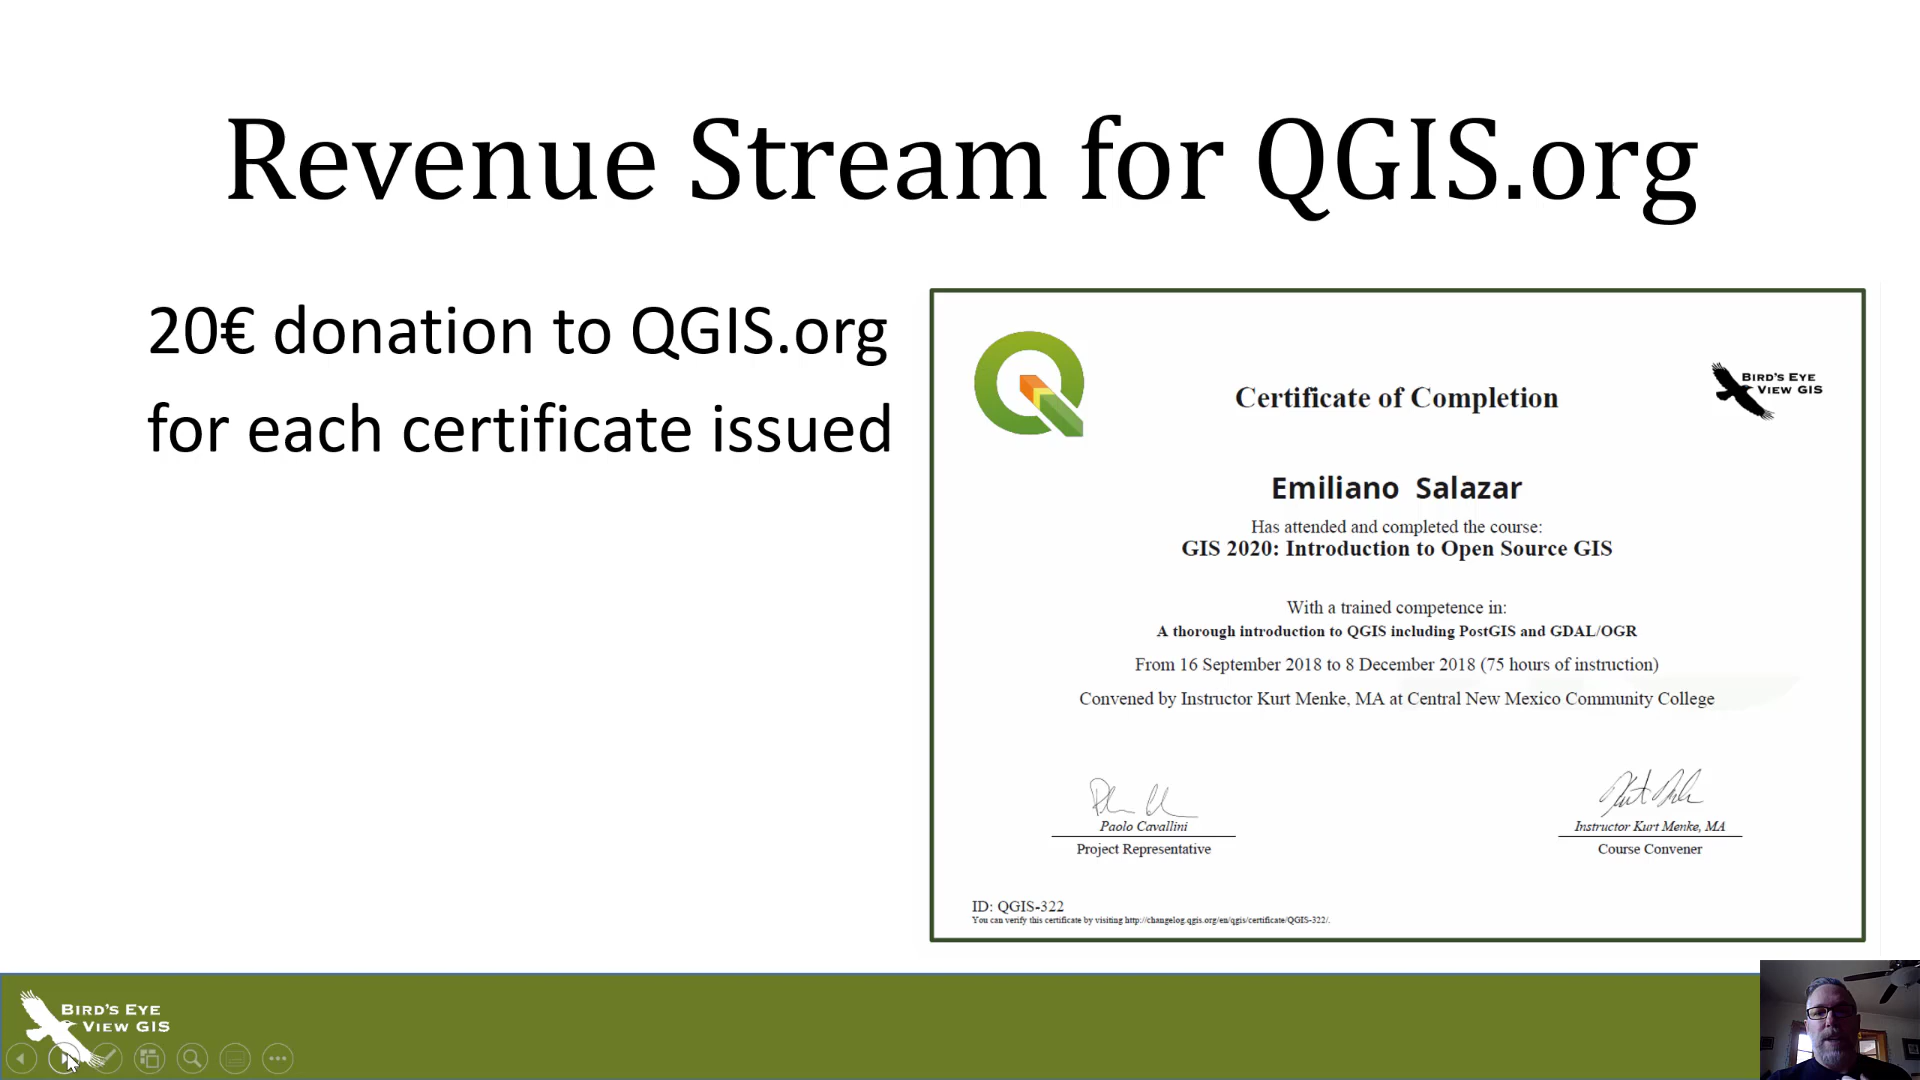 Revenue Stream for QGIS.org
20€ donation to QGIS.org
for each certificate issued
Certificate of Completion
BIRD'S EYE
VIEW GIS
Emiliano Salazar
Has attended and completed the course:
GIS 2020: Introduction to Open Source GIS
With a trained competence in:
A thorough introduction to QGIS including PostGIS and GDAL/OGR
From 16 September 2018 to 8 December 2018 (75 hours of instruction)
Convened by Instructor Kurt Menke, MA at Central New Mexico Community College
Paolo Cavallini
Project Representative
Instructor Kurt Menke, MA
Course Convener
ID: QGIS-322
You can verify this certificate by visiting http://changelog.qgis.org/en/qgis/certificate/QGIS-322/.
BIRD'S EYE
VIEW GIS